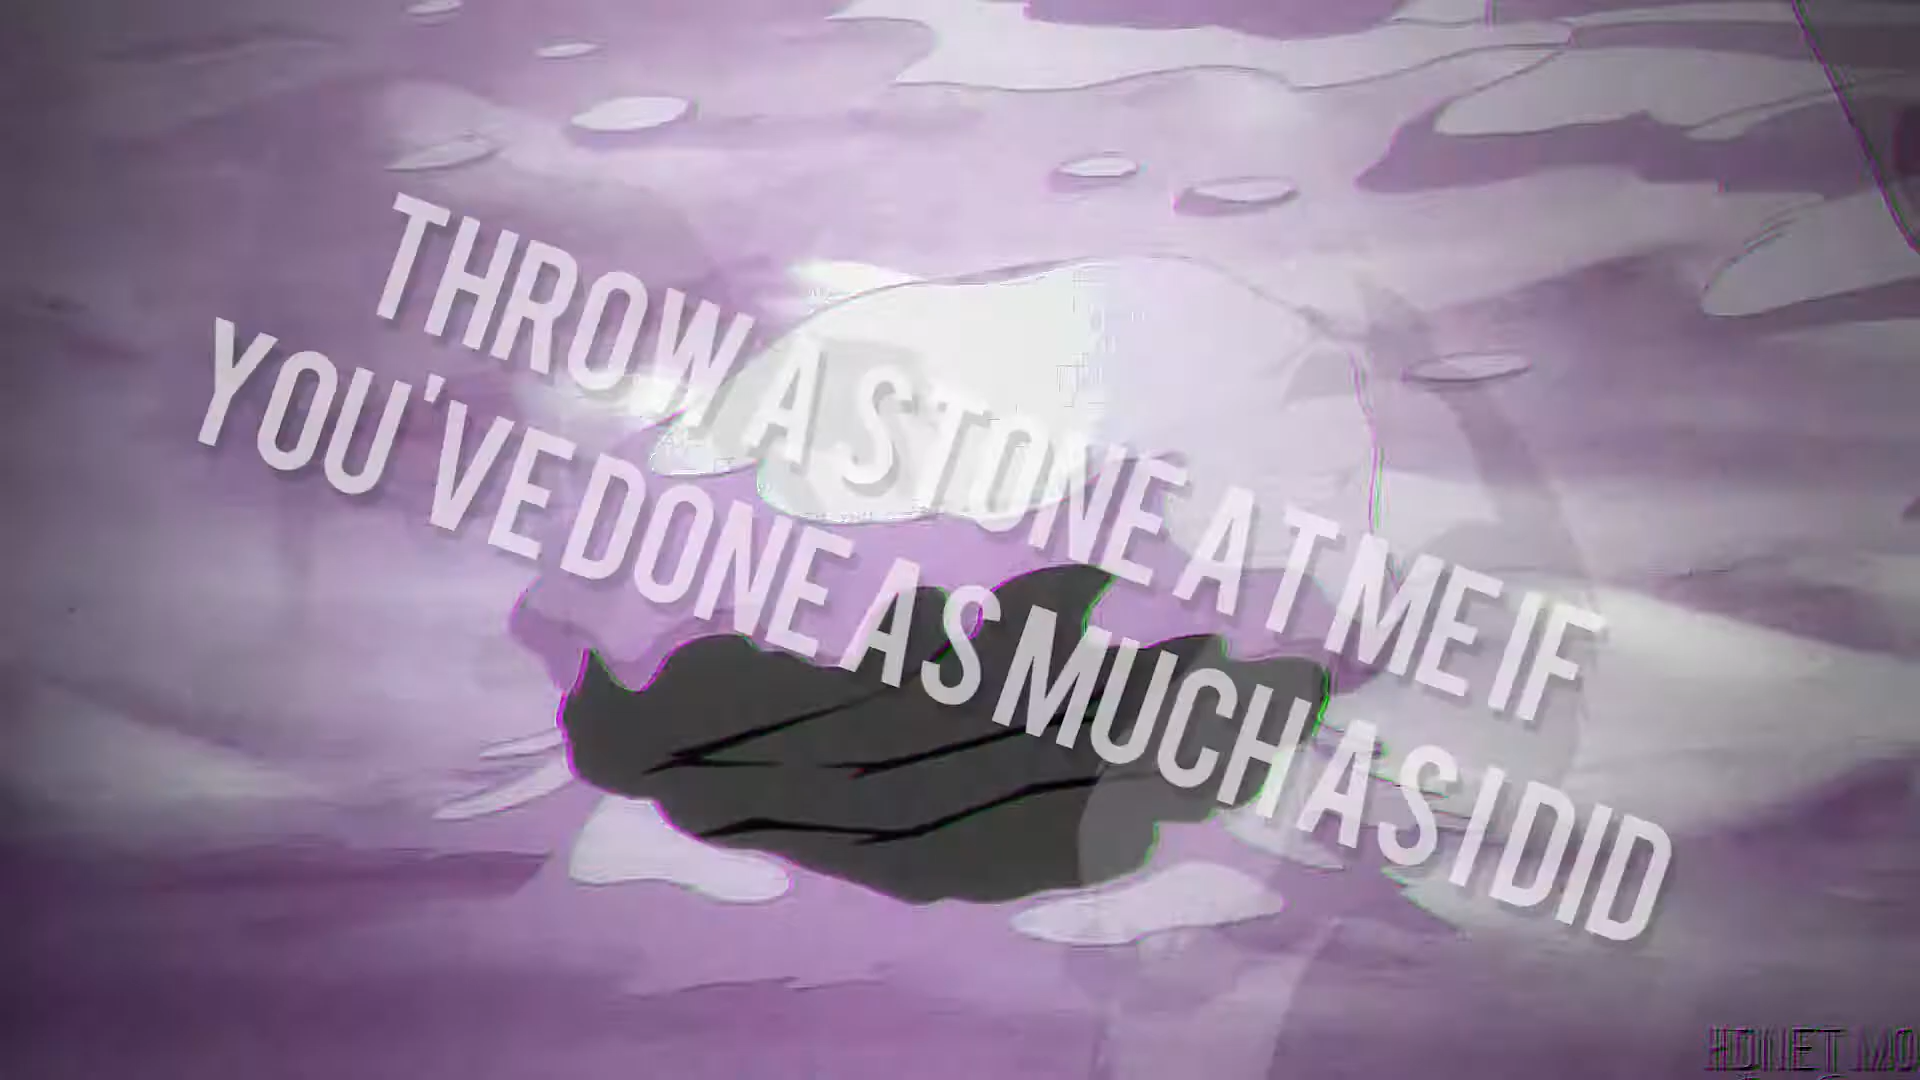 THROW A STONE AT ME IF
YOU'VE DONE AS MUCH AS I DID